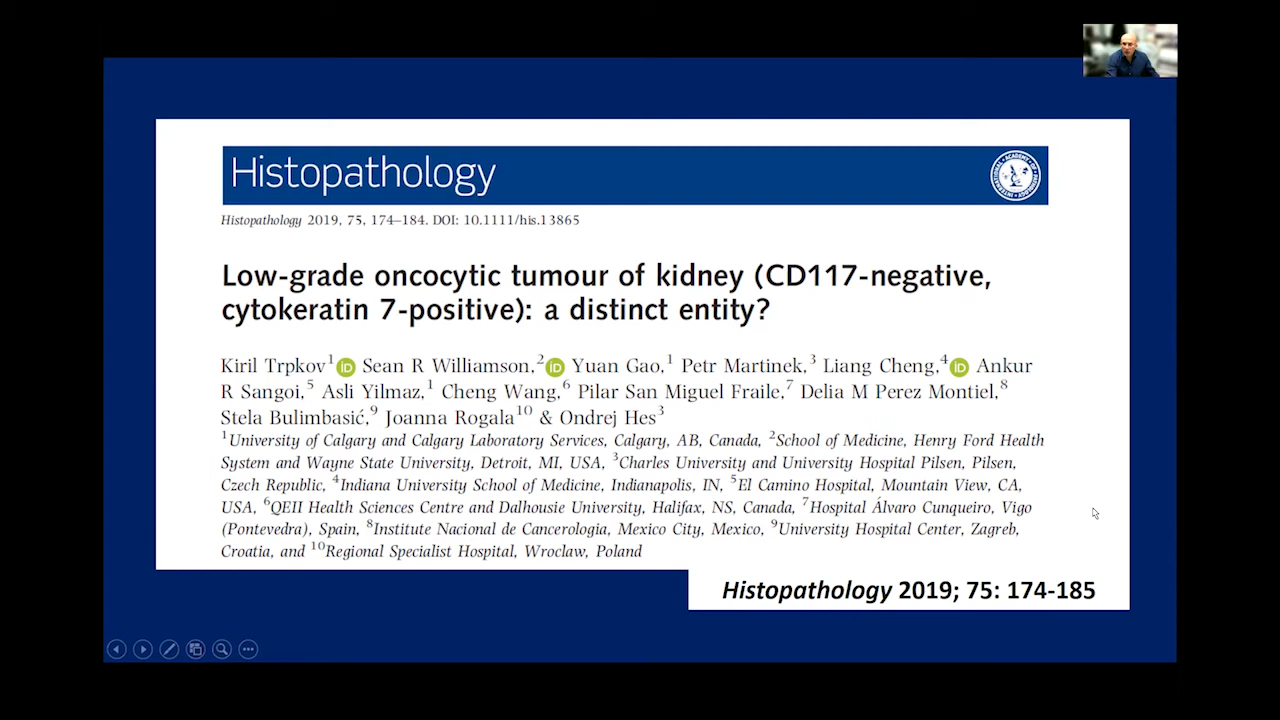 Histopathology
Histopathology 2019, 75, 174–184. DOI: 10.1111/his.13865
Low-grade oncocytic tumour of kidney (CD117-negative,
cytokeratin 7-positive): a distinct entity?
Kiril Trpkov1 iD Sean R Williamson,2 iD Yuan Gao,1 Petr Martinek,3 Liang Cheng,4 iD Ankur
R Sangoi,5 Asli Yilmaz,1 Cheng Wang,6 Pilar San Miguel Fraile,7 Delia M Perez Montiel,8
Stela Bulimbasić,9 Joanna Rogala10 & Ondrej Hes3
1University of Calgary and Calgary Laboratory Services, Calgary, AB, Canada, 2School of Medicine, Henry Ford Health
System and Wayne State University, Detroit, MI, USA, 3Charles University and University Hospital Pilsen, Pilsen,
Czech Republic, 4Indiana University School of Medicine, Indianapolis, IN, 5El Camino Hospital, Mountain View, CA,
USA, 6QEII Health Sciences Centre and Dalhousie University, Halifax, NS, Canada, 7Hospital Álvaro Cunqueiro, Vigo
(Pontevedra), Spain, 8Institute Nacional de Cancerologia, Mexico City, Mexico, 9University Hospital Center, Zagreb,
Croatia, and 10Regional Specialist Hospital, Wroclaw, Poland
Histopathology 2019; 75: 174-185